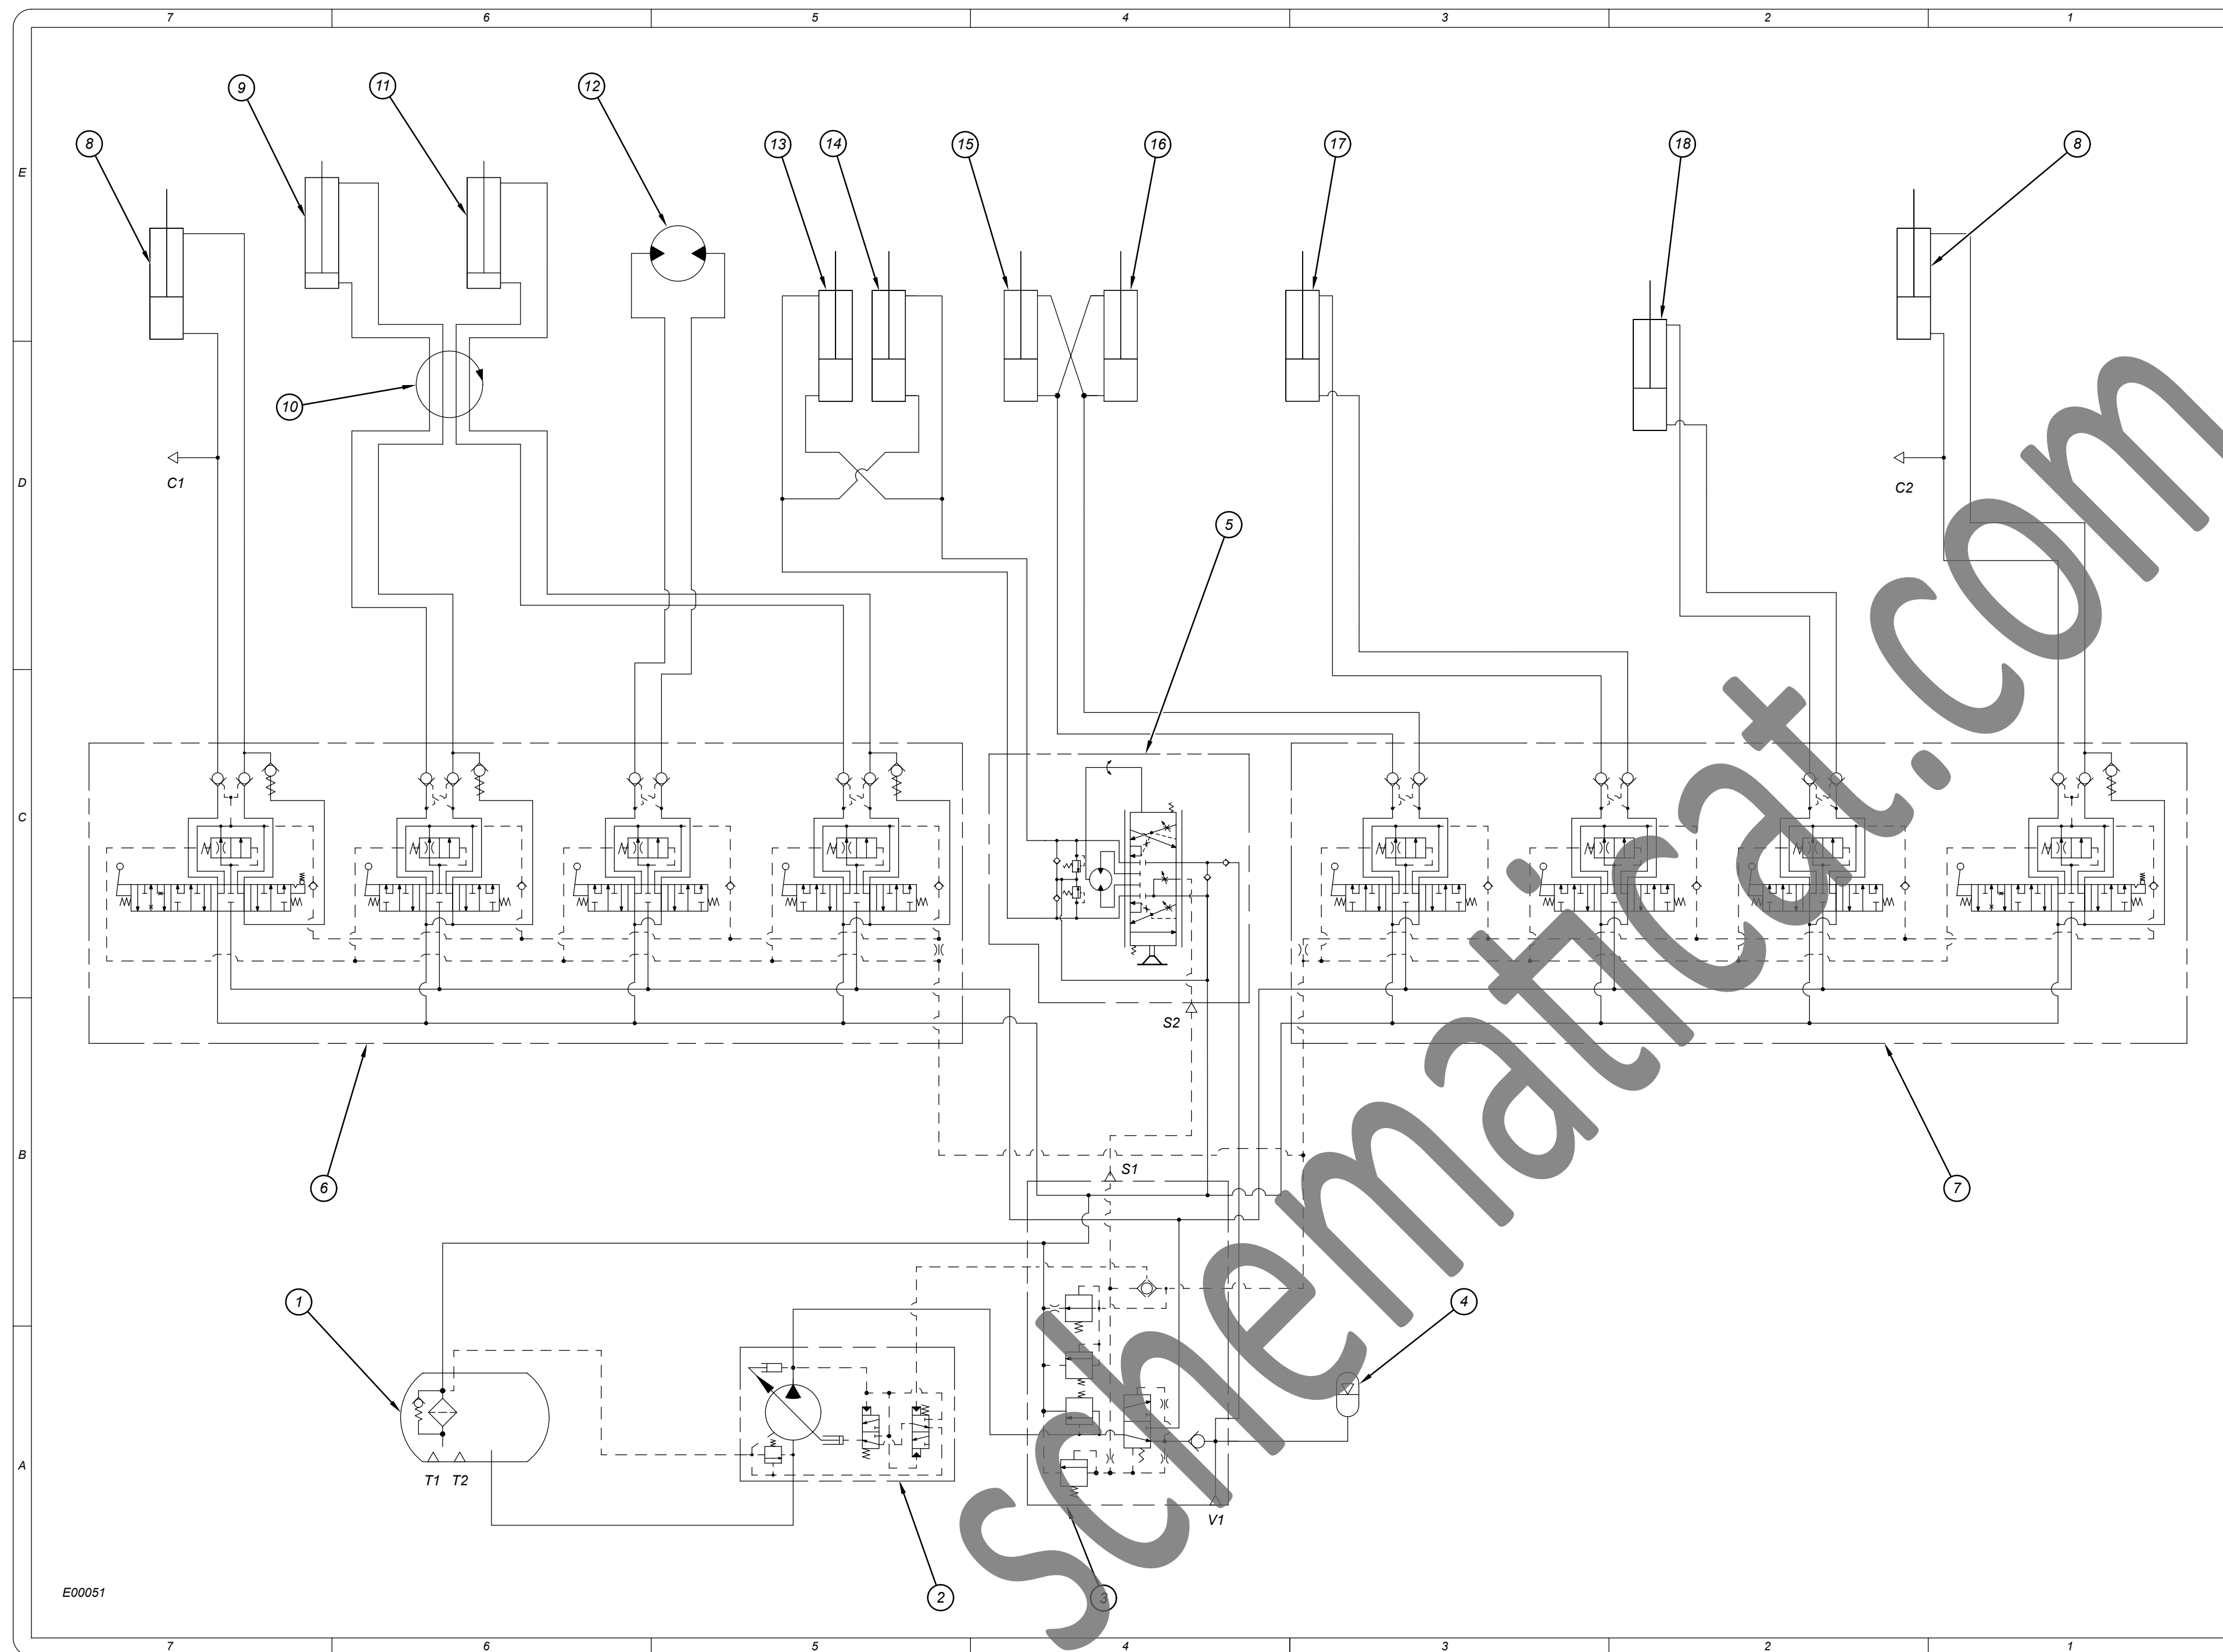 7 6 5 4 3 2 1
9 11 12
8 13 14 15 16 17 18 8
E
10
D
C1 C2
5
C
S2
B
S1
6 7
1 4
A
T1 T2
V1
E00051
2 3
7 6 5 4 3 2 1
schematicat.com